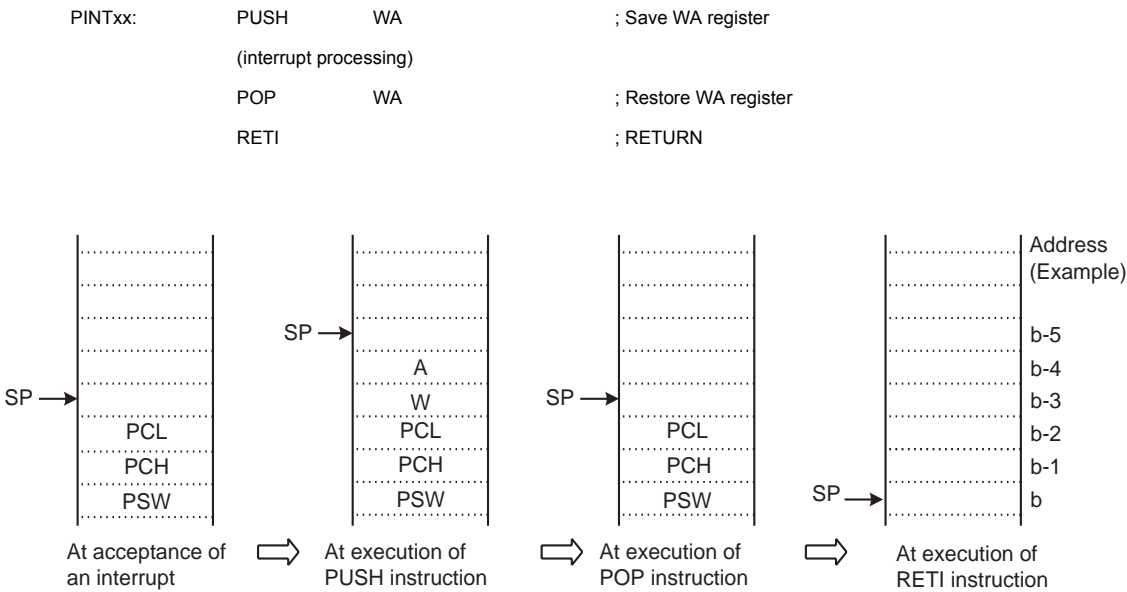 PINTxx: PUSH WA ; Save WA register
(interrupt processing)
POP WA ; Restore WA register
RETI ; RETURN
Address
(Example)
SP b-5
A b-4
SP W SP b-3
PCL PCL PCL b-2
PCH PCH PCH b-1
PSW PSW PSW SP b
At acceptance of At execution of At execution of At execution of
an interrupt PUSH instruction POP instruction RETI instruction